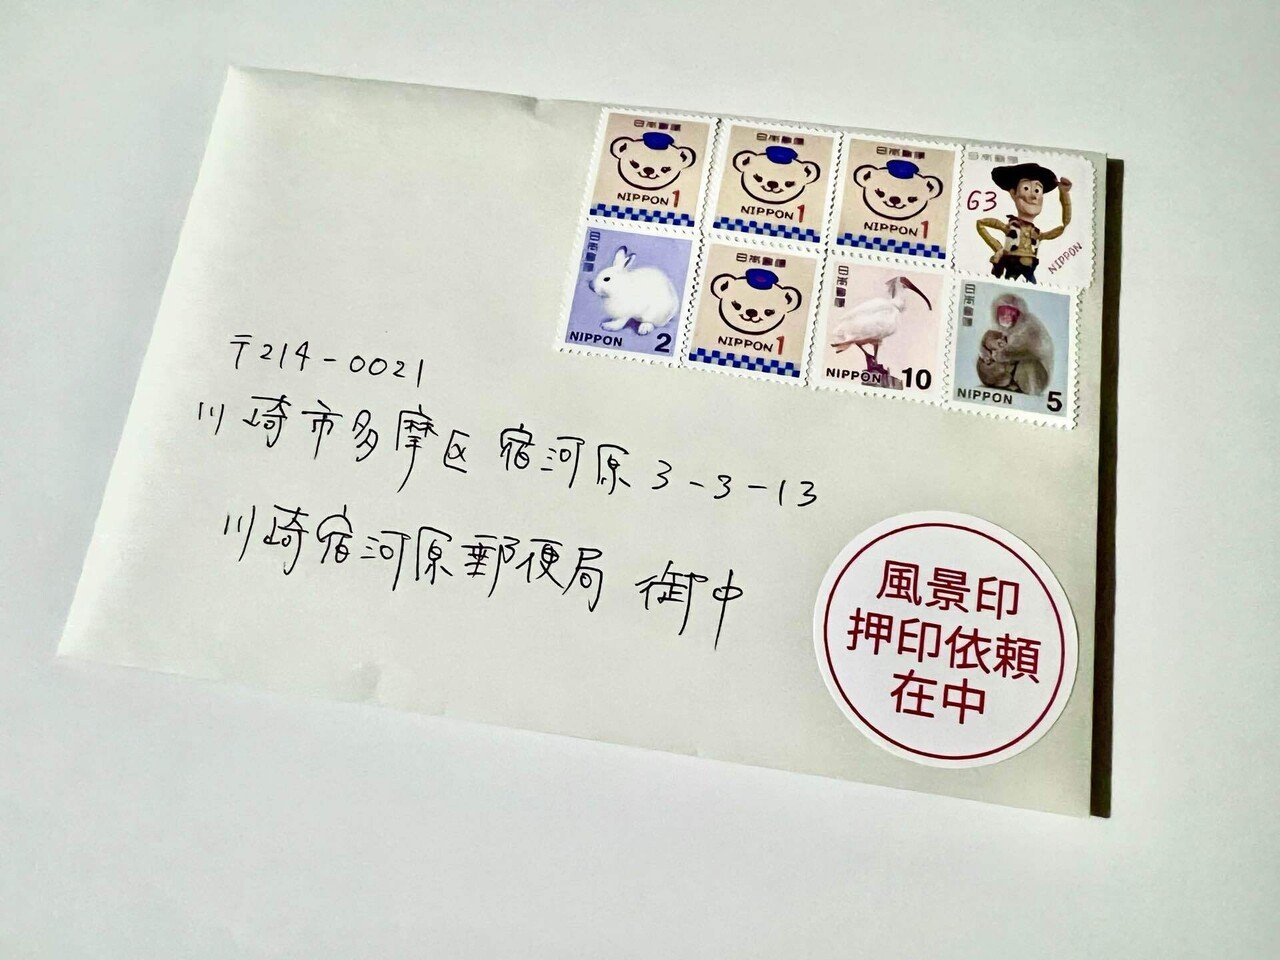 日本郵便
NIPPON 1
日本郵便
NIPPON 1
日本郵便
NIPPON 1
日本郵便
63
NIPPON
日本郵便
NIPPON 2
日本郵便
NIPPON 1
日本郵便
NIPPON 10
日本郵便
NIPPON 5
〒214-0021
川崎市多摩区宿河原3-3-13
川崎宿河原郵便局 御中
風景印
押印依頼
在中